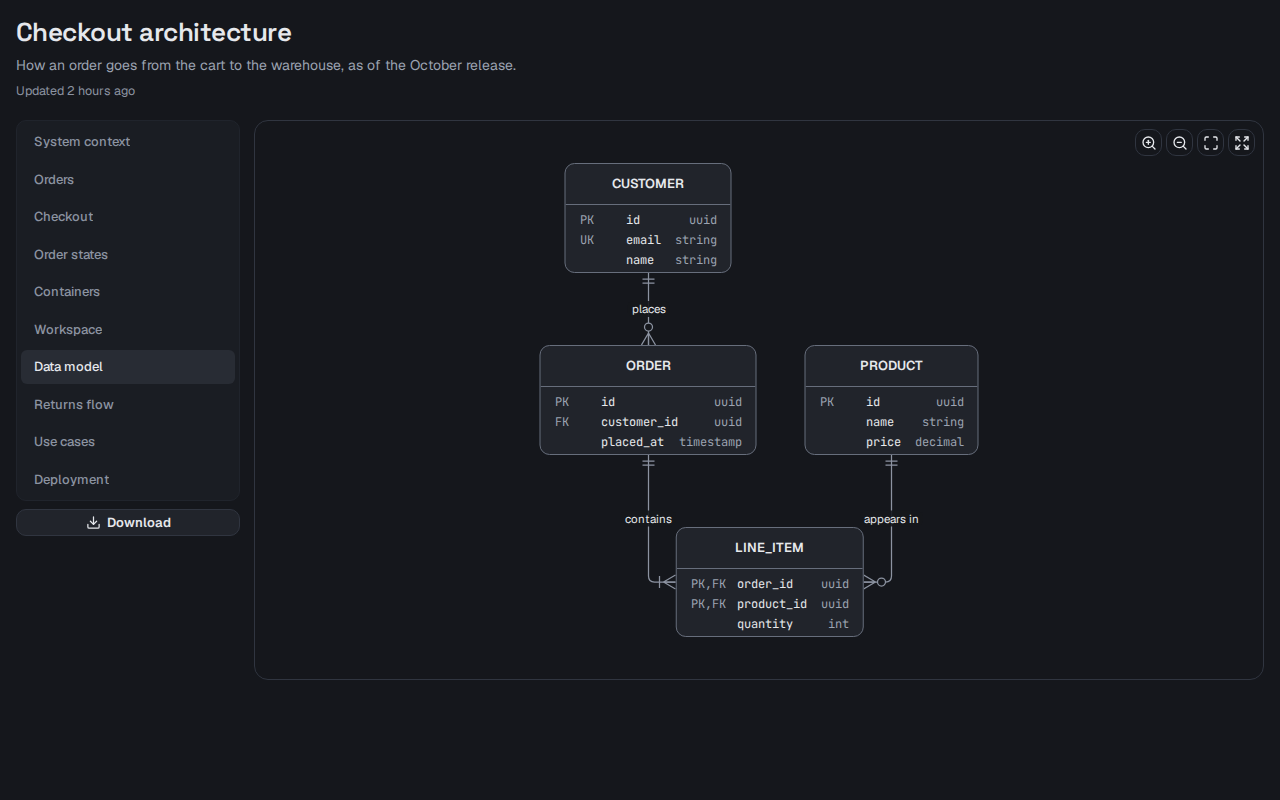 Checkout architecture
How an order goes from the cart to the warehouse, as of the October release.
Updated 2 hours ago
System context
Orders
Checkout
Order states
Containers
Workspace
Data model
Returns flow
Use cases
Deployment
Download
CUSTOMER
PK id uuid
UK email string
name string
places
ORDER
PK id uuid
FK customer_id uuid
placed_at timestamp
PRODUCT
PK id uuid
name string
price decimal
contains
appears in
LINE_ITEM
PK,FK order_id uuid
PK,FK product_id uuid
quantity int